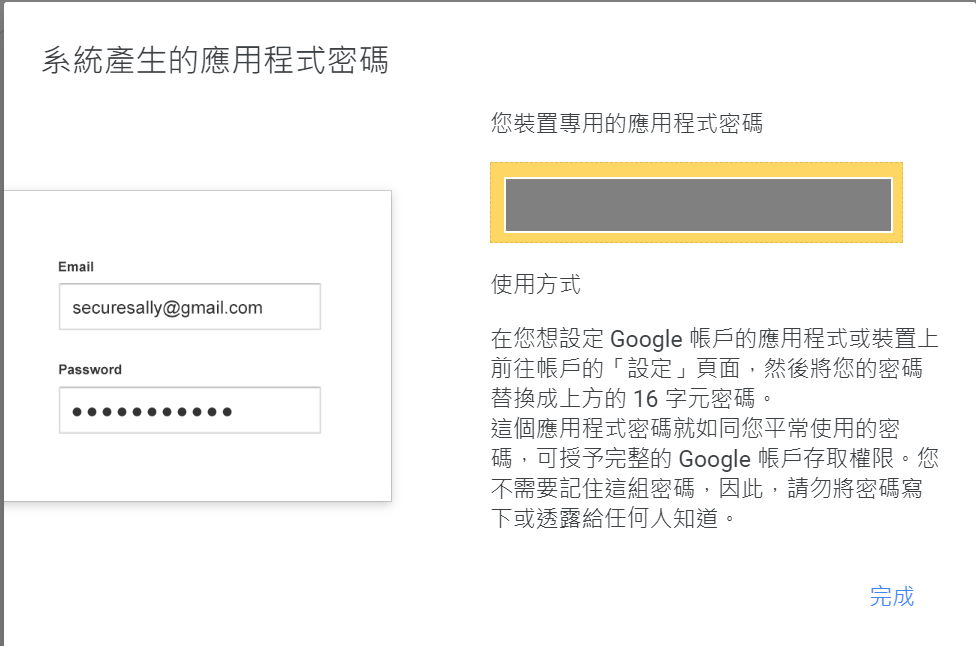 系統產生的應用程式密碼
您裝置專用的應用程式密碼
Email
securesally@gmail.com
Password
使用方式
在您想設定 Google 帳戶的應用程式或裝置上
前往帳戶的「設定」頁面，然後將您的密碼
替換成上方的 16 字元密碼。
這個應用程式密碼就如同您平常使用的密
碼，可授予完整的 Google 帳戶存取權限。您
不需要記住這組密碼，因此，請勿將密碼寫
下或透露給任何人知道。
完成